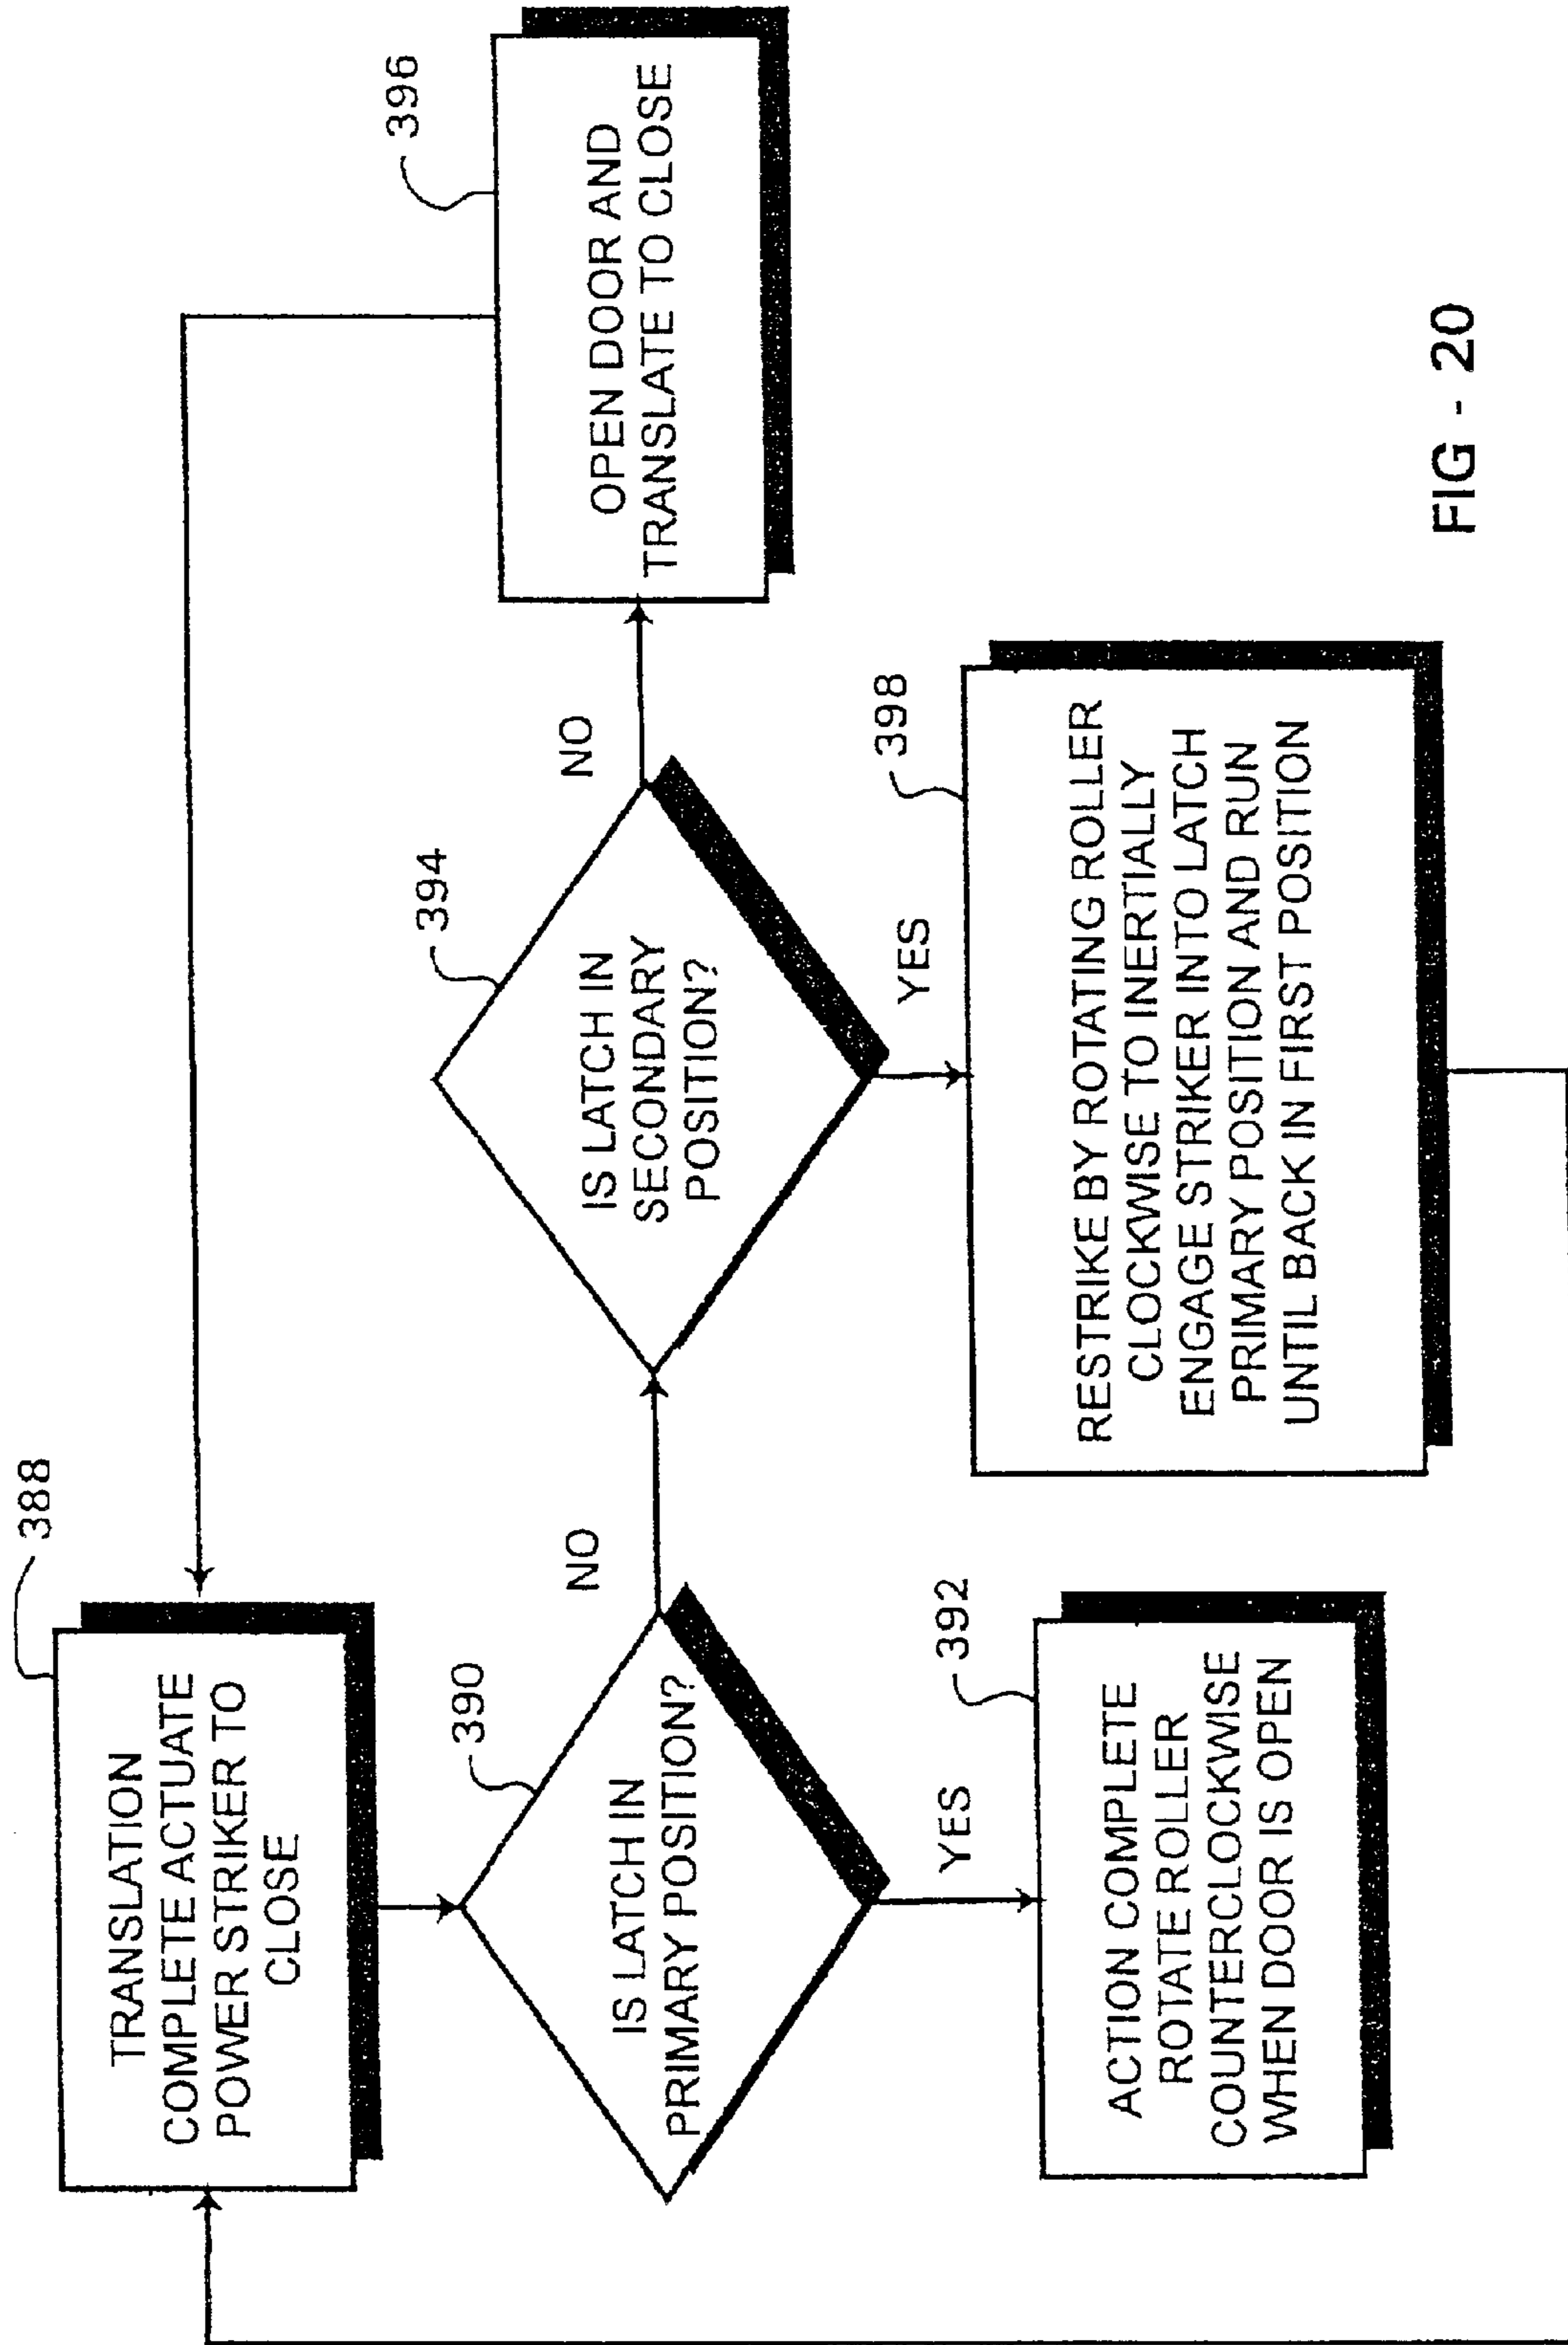 388
TRANSLATION
COMPLETE ACTUATE
POWER STRIKER TO
CLOSE
390
IS LATCH IN
PRIMARY POSITION?
NO
YES
392
ACTION COMPLETE
ROTATE ROLLER
COUNTERCLOCKWISE
WHEN DOOR IS OPEN
394
IS LATCH IN
SECONDARY
POSITION?
NO
YES
396
OPEN DOOR AND
TRANSLATE TO CLOSE
398
RESTRIKE BY ROTATING ROLLER
CLOCKWISE TO INERTIALLY
ENGAGE STRIKER INTO LATCH
PRIMARY POSITION AND RUN
UNTIL BACK IN FIRST POSITION
FIG - 20